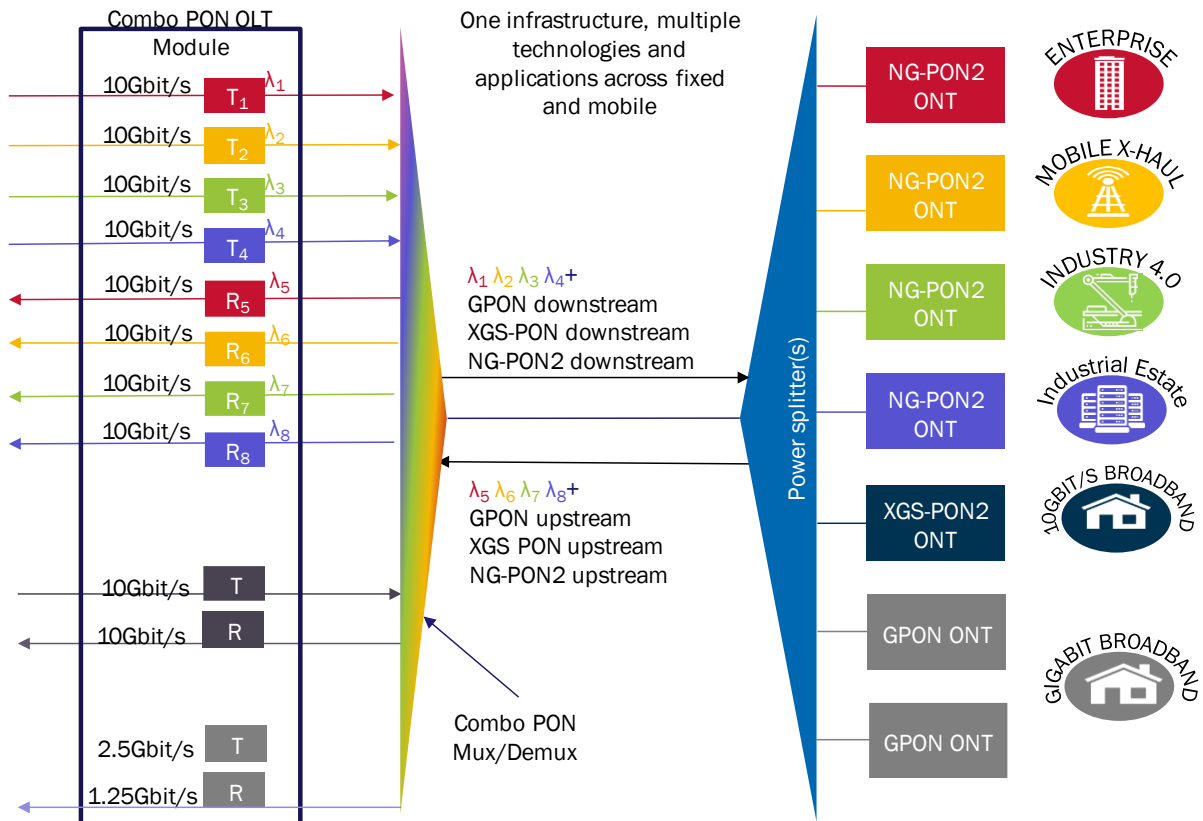 Combo PON OLT
Module
10Gbit/s T1 λ1
10Gbit/s T2 λ2
10Gbit/s T3 λ3
10Gbit/s T4 λ4
10Gbit/s R5 λ5
10Gbit/s R6 λ6
10Gbit/s R7 λ7
10Gbit/s R8 λ8
10Gbit/s T
10Gbit/s R
2.5Gbit/s T
1.25Gbit/s R
One infrastructure, multiple
technologies and
applications across fixed
and mobile
λ1 λ2 λ3 λ4+
GPON downstream
XGS-PON downstream
NG-PON2 downstream
λ5 λ6 λ7 λ8+
GPON upstream
XGS PON upstream
NG-PON2 upstream
Combo PON
Mux/Demux
Power splitter(s)
NG-PON2
ONT
ENTERPRISE
NG-PON2
ONT
MOBILE X-HAUL
NG-PON2
ONT
INDUSTRY 4.0
NG-PON2
ONT
Industrial Estate
XGS-PON2
ONT
10GBIT/S BROADBAND
GPON ONT
GPON ONT
GIGABIT BROADBAND